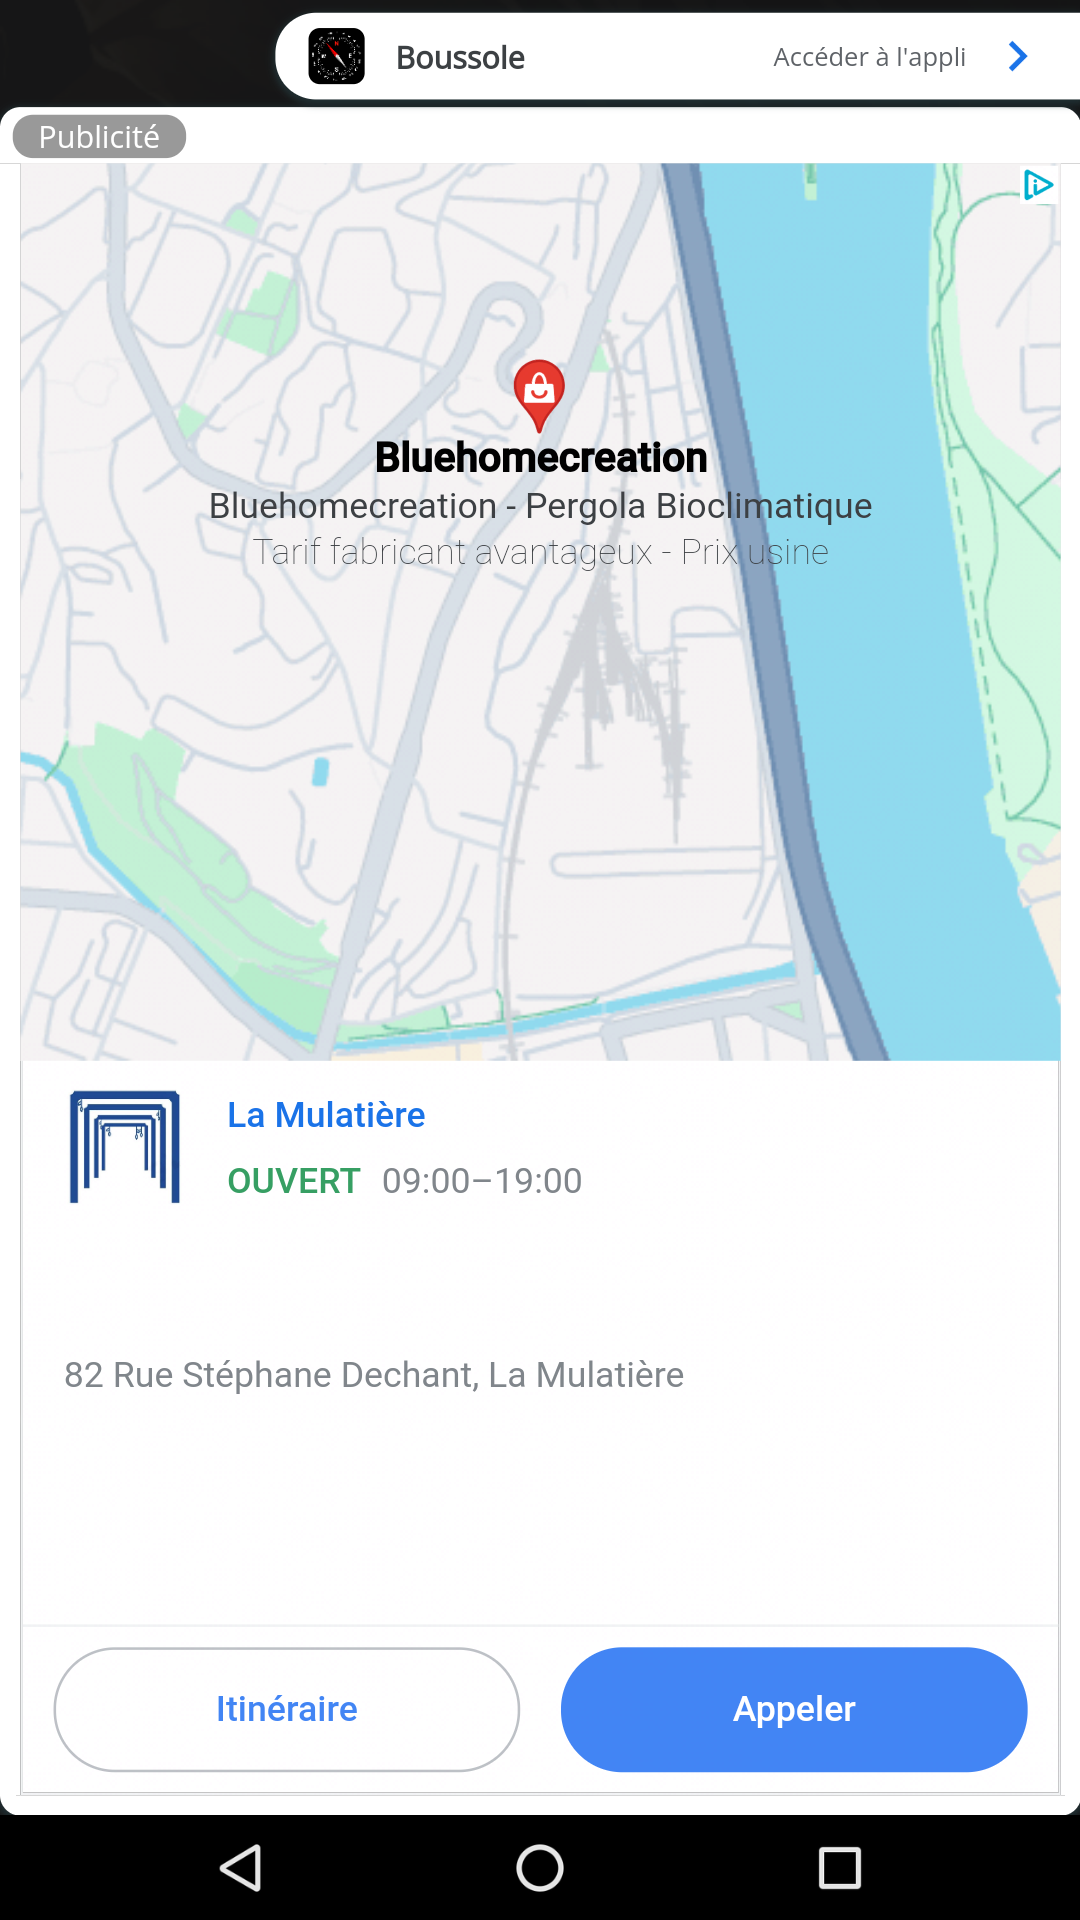 Boussole
Accéder à l'appli
Publicité
Bluehomecreation
Bluehomecreation - Pergola Bioclimatique
Tarif fabricant avantageux - Prix usine
La Mulatière
OUVERT 09:00–19:00
82 Rue Stéphane Dechant, La Mulatière
Itinéraire
Appeler